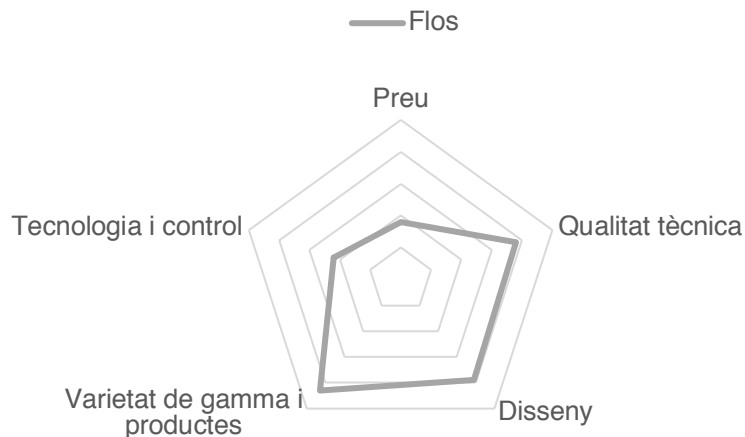 Flos
Preu
Tecnologia i control
Qualitat tècnica
Varietat de gamma i
productes
Disseny